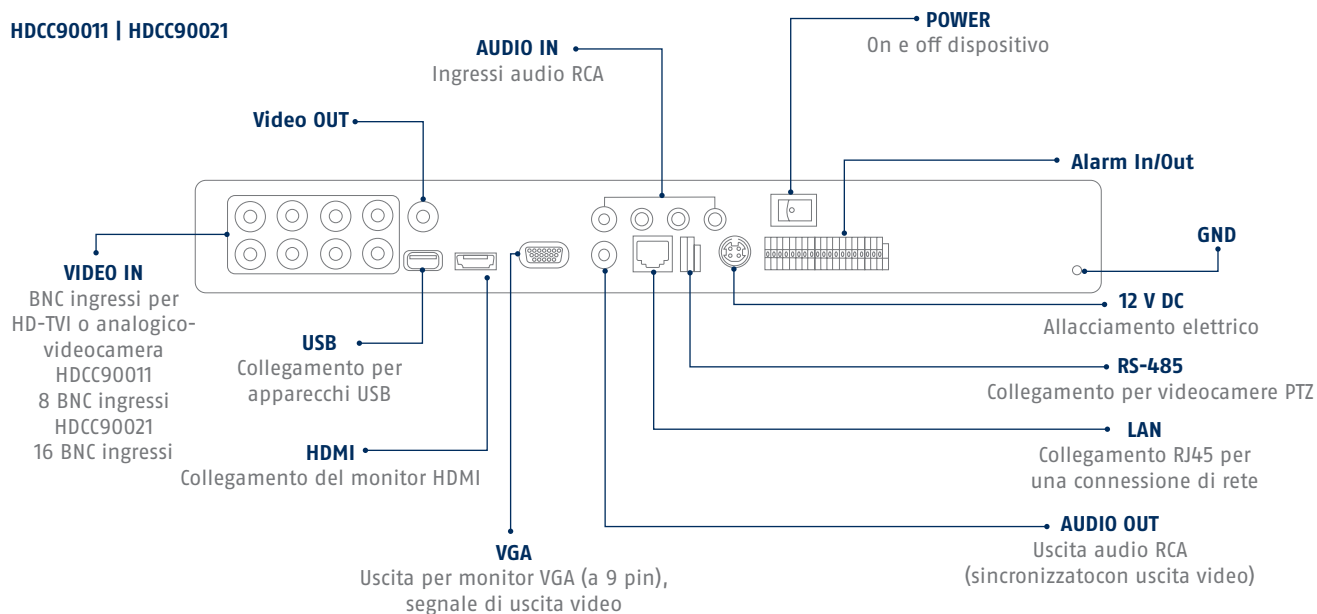 HDCC90011 | HDCC90021
POWER
On e off dispositivo
AUDIO IN
Ingressi audio RCA
Video OUT
Alarm In/Out
GND
VIDEO IN
BNC ingressi per
HD-TVI o analogico-
videocamera
HDCC90011
8 BNC ingressi
HDCC90021
16 BNC ingressi
12 V DC
Allacciamento elettrico
USB
Collegamento per
apparecchi USB
RS-485
Collegamento per videocamere PTZ
HDMI
Collegamento del monitor HDMI
LAN
Collegamento RJ45 per
una connessione di rete
AUDIO OUT
Uscita audio RCA
(sincronizzatocon uscita video)
VGA
Uscita per monitor VGA (a 9 pin),
segnale di uscita video